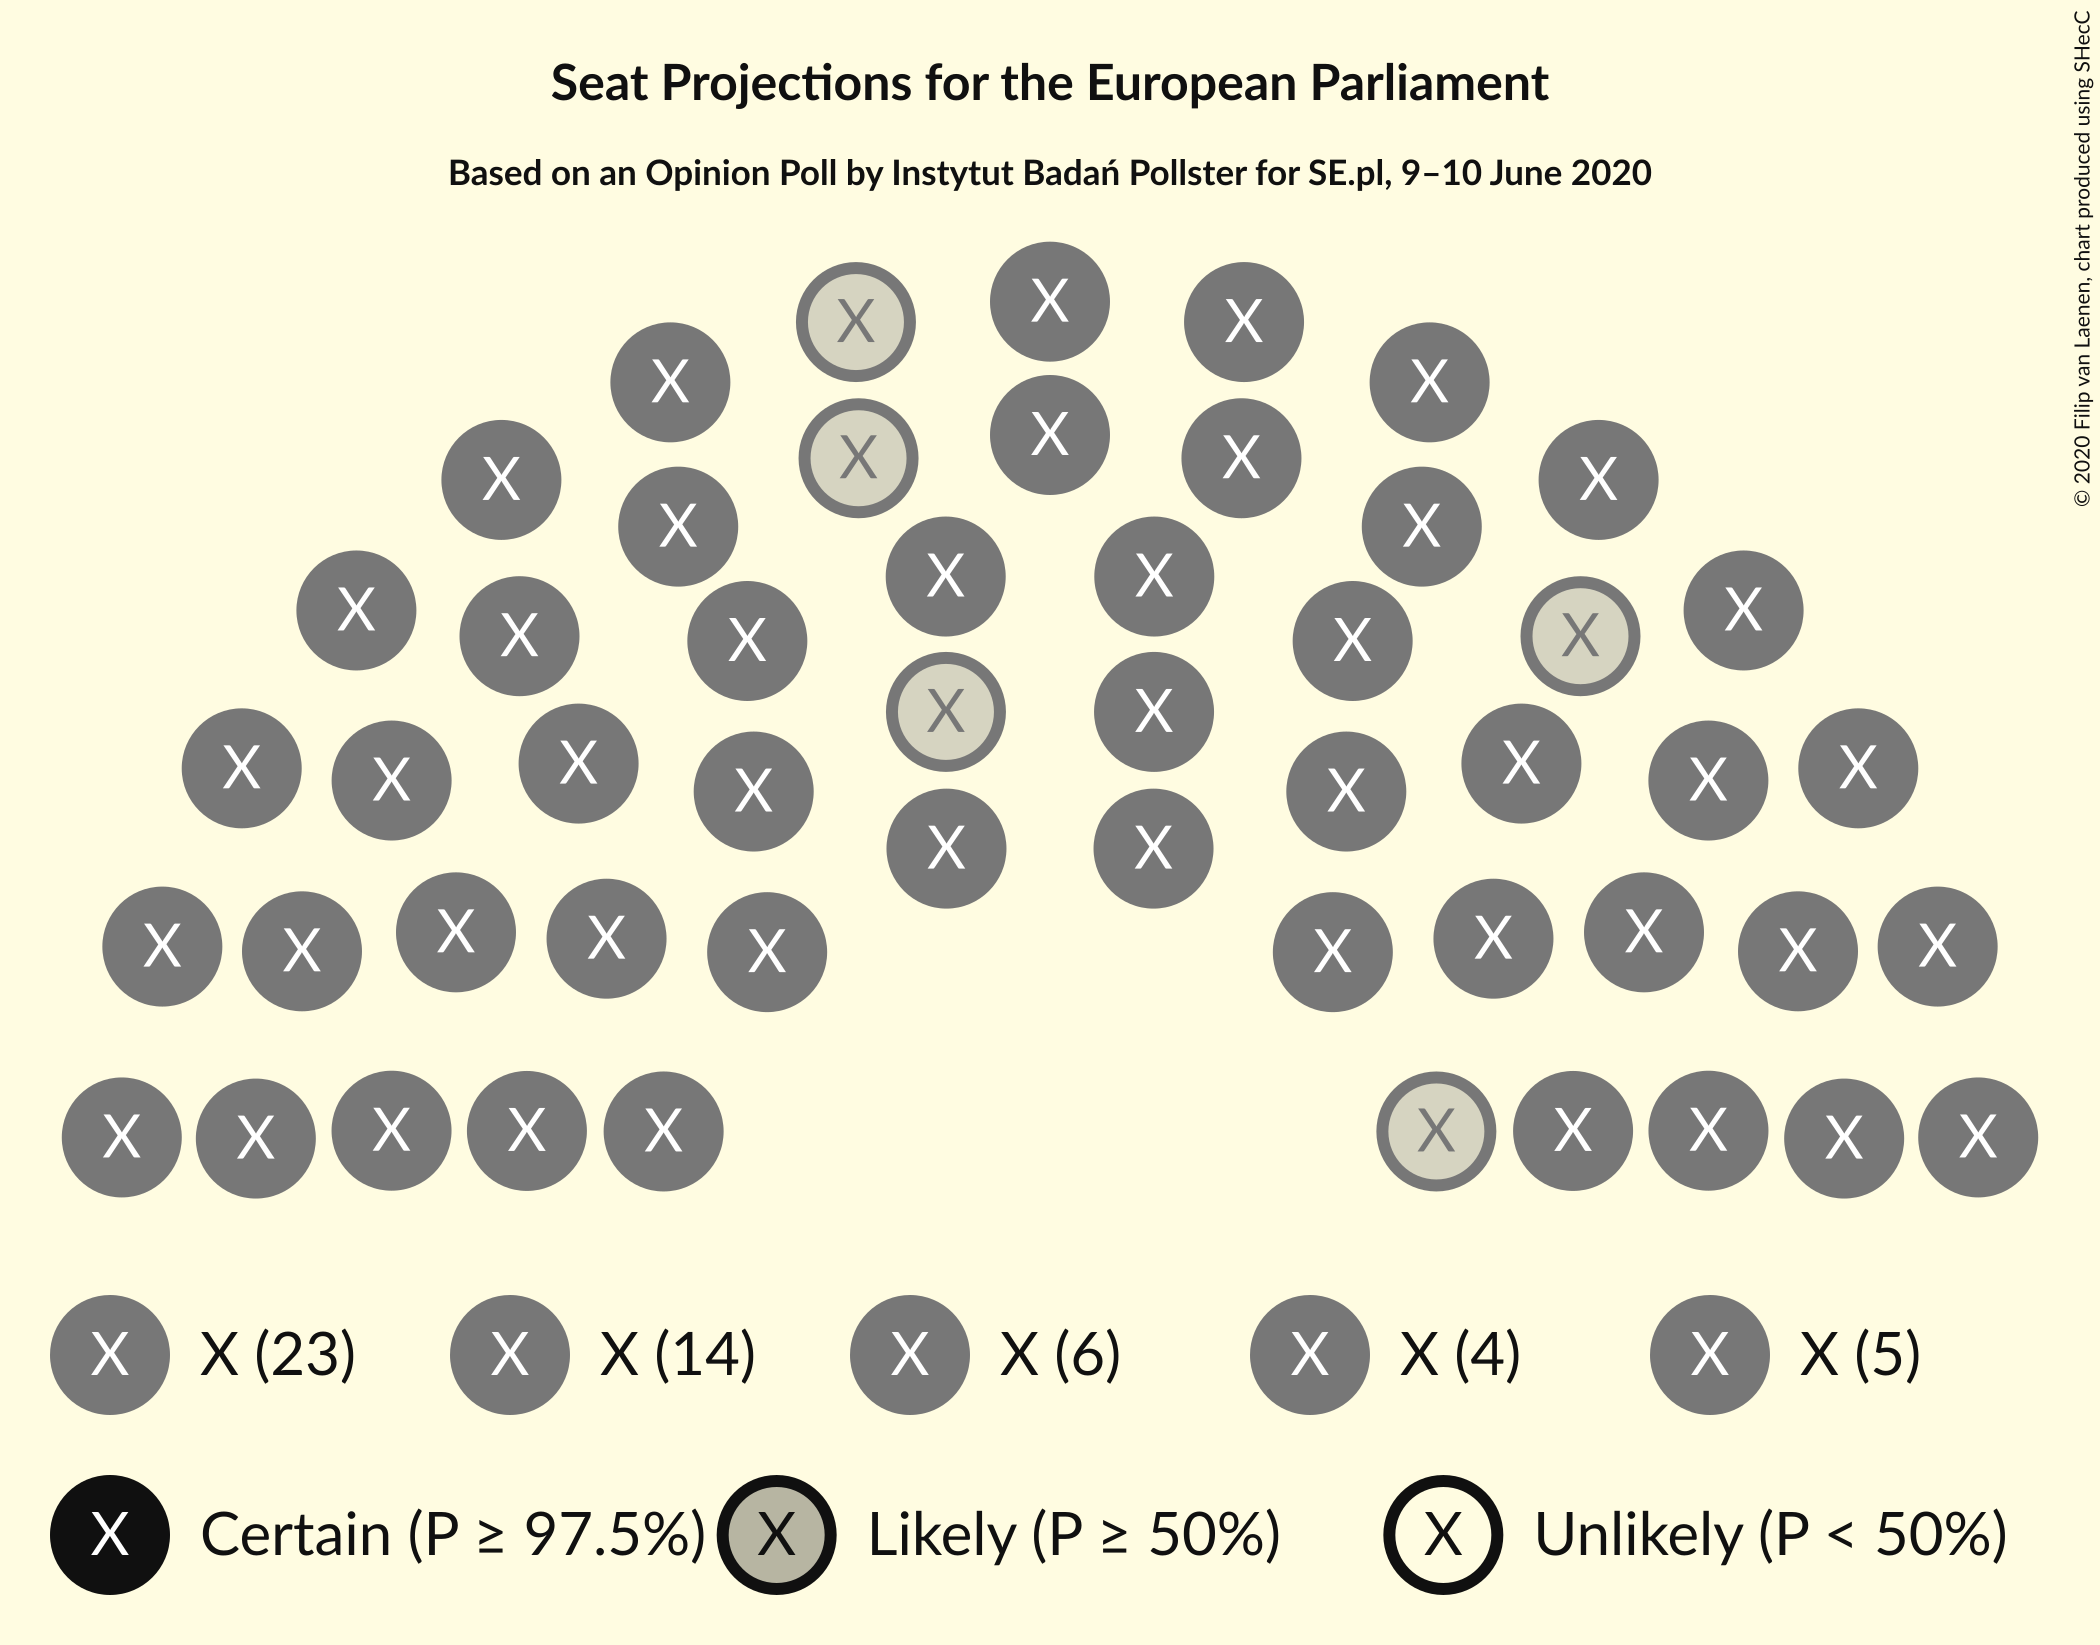 © 2020 Filip van Laenen, chart produced using SHecC
Seat Projections for the European Parliament
Based on an Opinion Poll by Instytut Badań Pollster for SE.pl, 9–10 June 2020
X X X
X X
X X X
X X
X X
X X
X X X X X X
X X
X X X X X X X X
X X
X X X X X X X X X X
X X X X X X X X X X
X X (23) X X (14) X X (6) X X (4) X X (5)
X Certain (P ≥ 97.5%) X Likely (P ≥ 50%) X Unlikely (P < 50%)